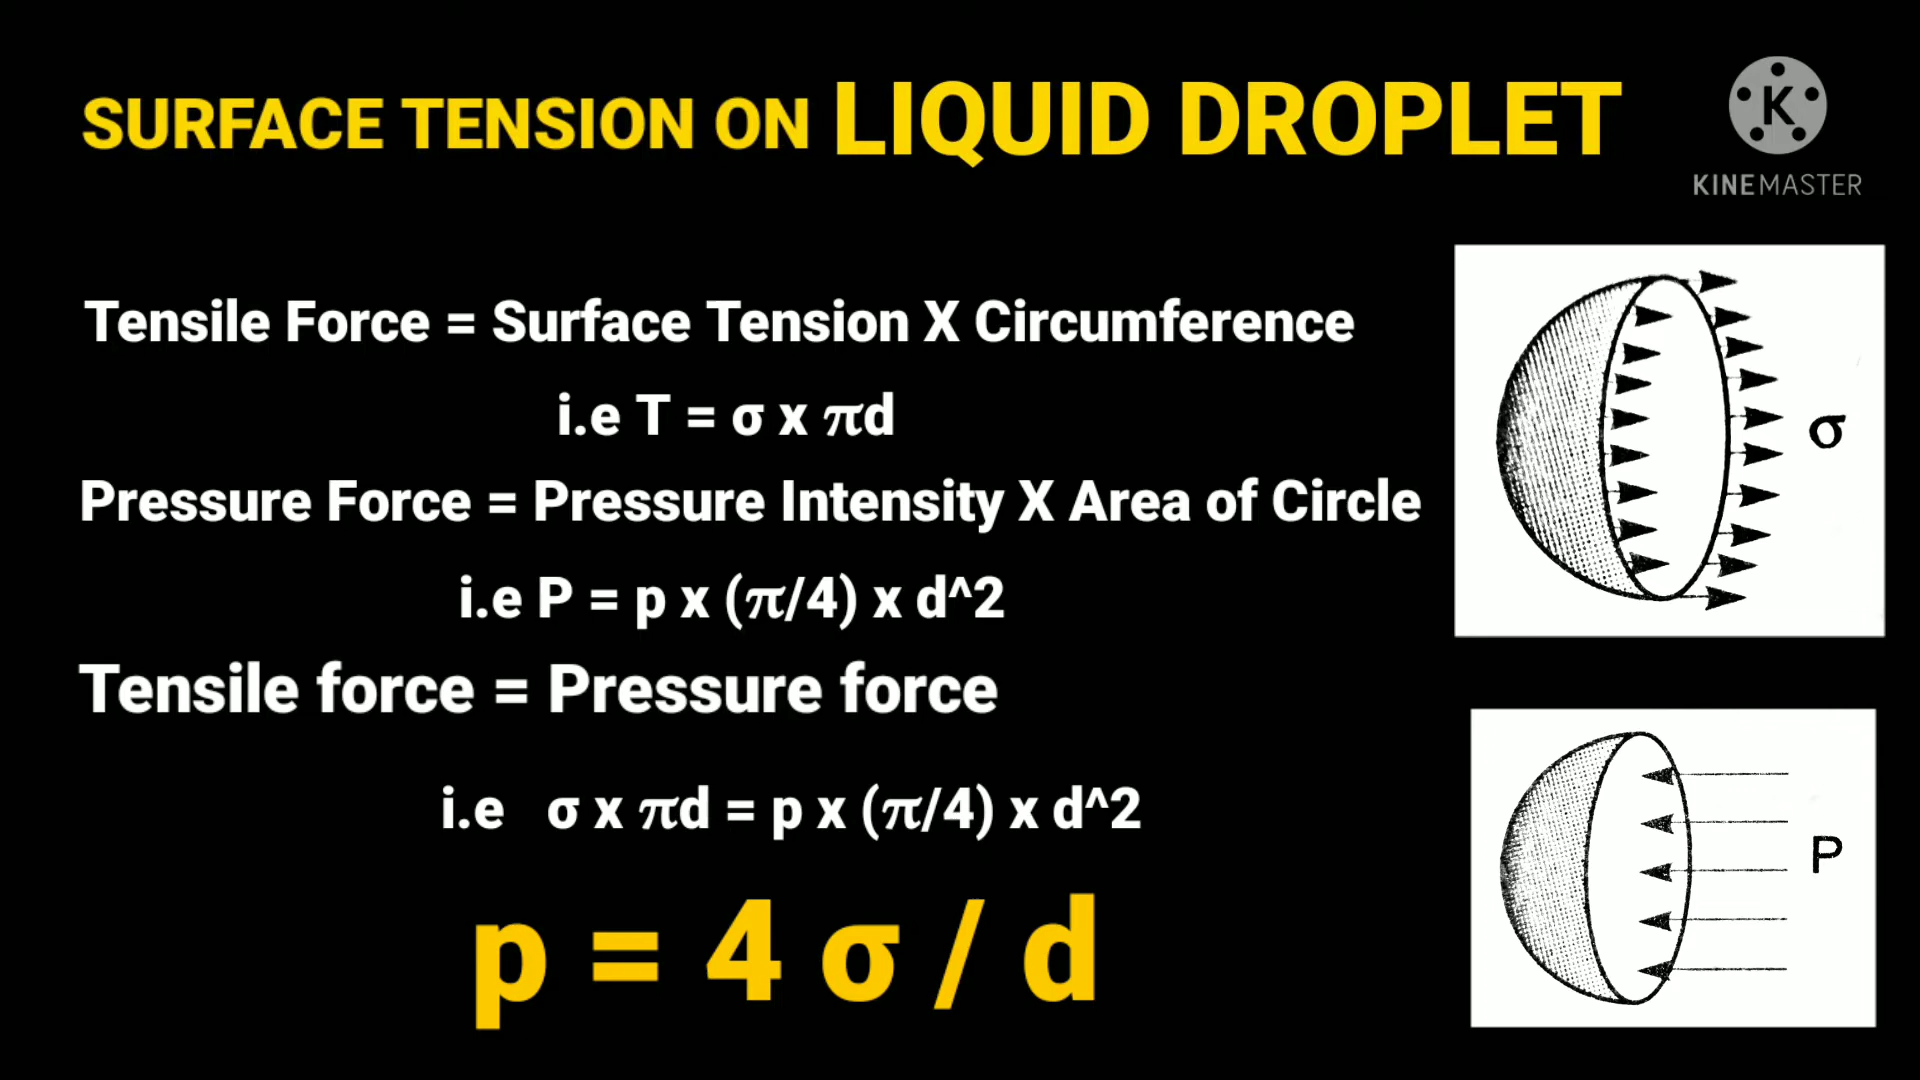 SURFACE TENSION ON LIQUID DROPLET
K
KINEMASTER
Tensile Force = Surface Tension X Circumference
i.e T = σ x πd
Pressure Force = Pressure Intensity X Area of Circle
i.e P = p x (π/4) x d^2
Tensile force = Pressure force
i.e σ x πd = p x (π/4) x d^2
p = 4 σ / d
σ
P